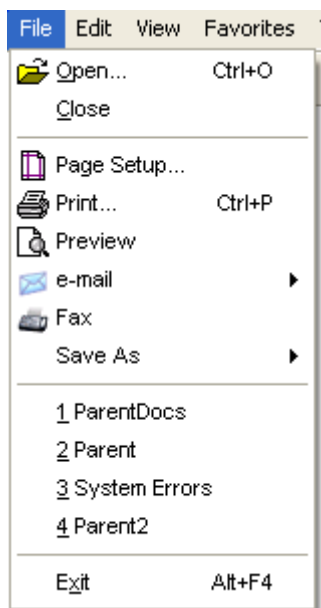 File Edit View Favorites
Open... Ctrl+O
Close
Page Setup...
Print... Ctrl+P
Preview
e-mail
Fax
Save As
1 ParentDocs
2 Parent
3 System Errors
4 Parent2
Exit Alt+F4